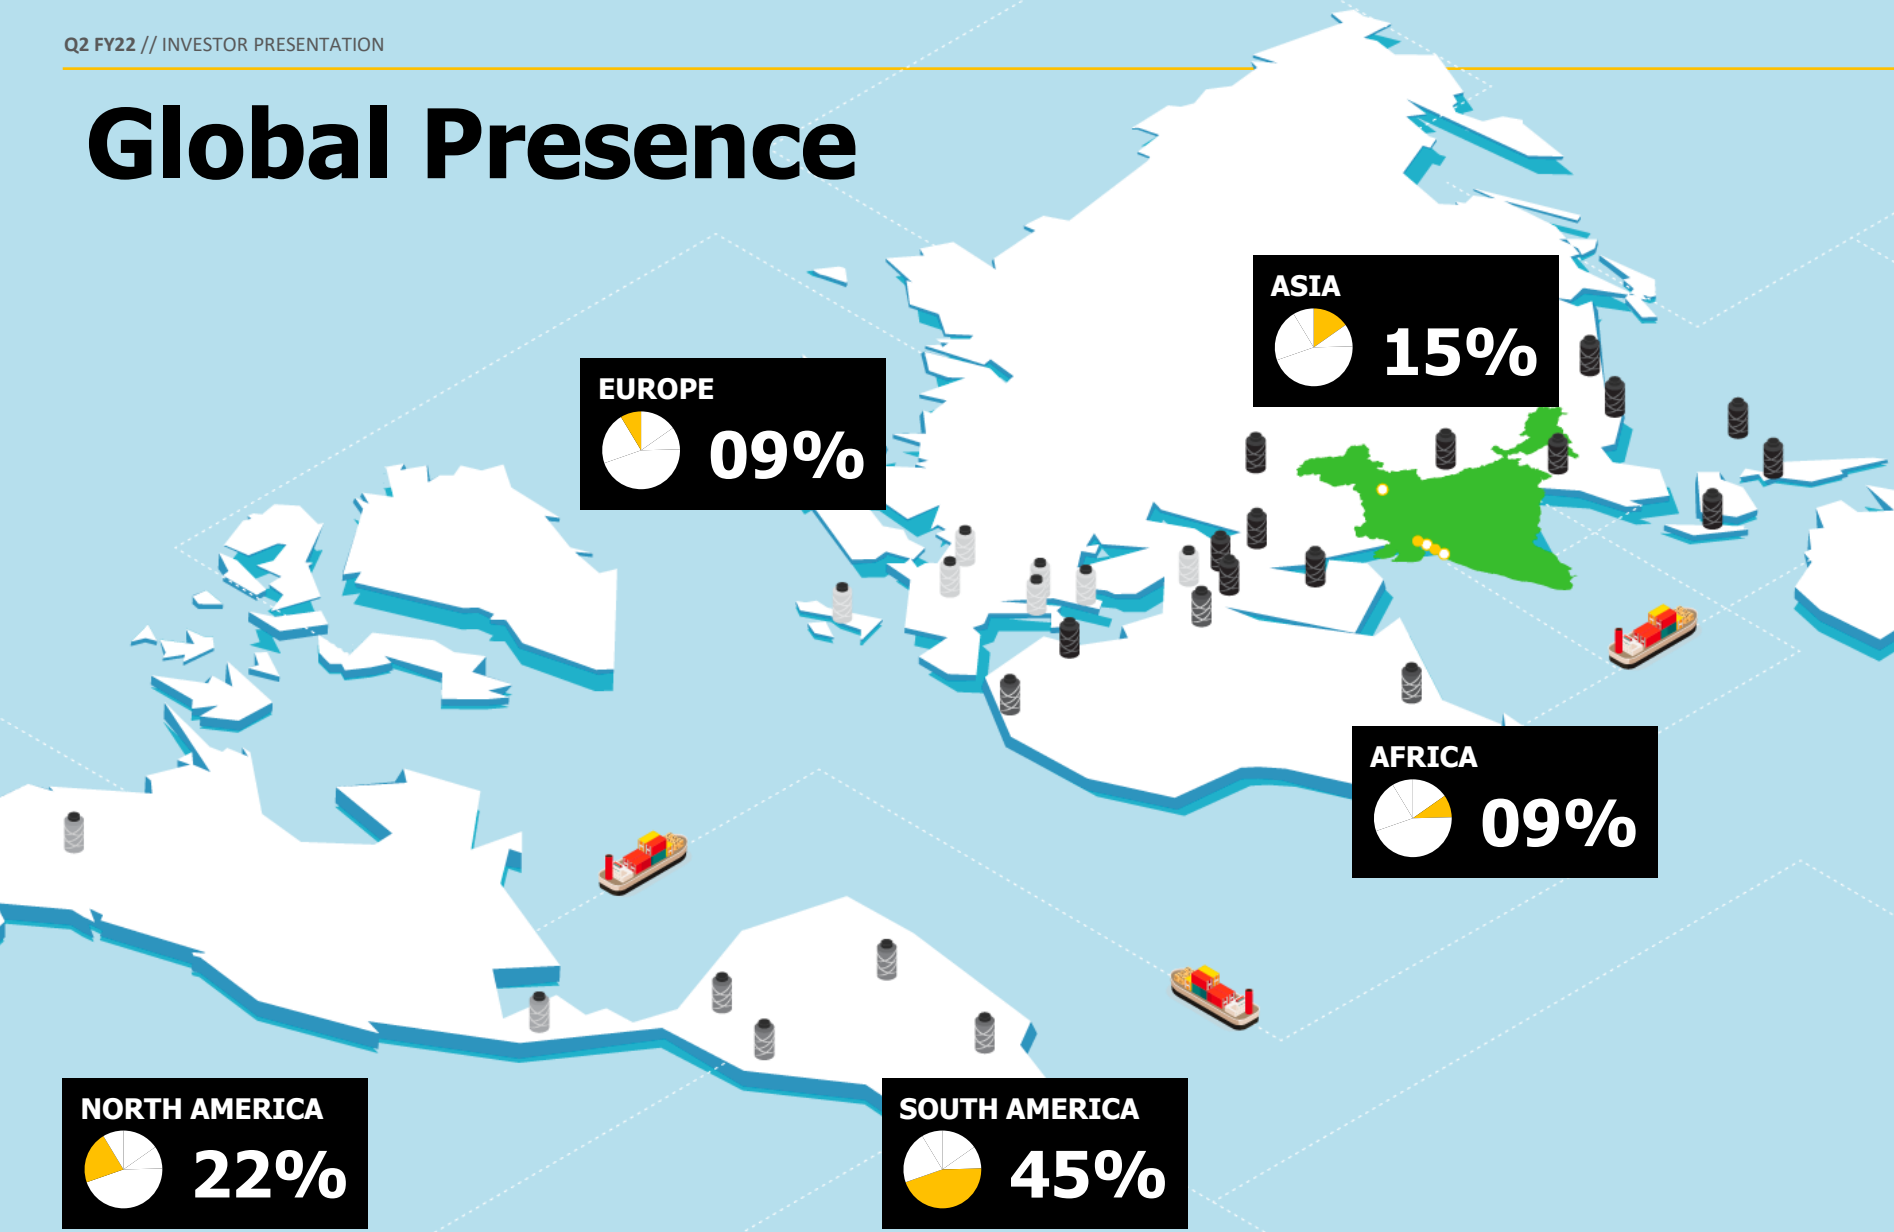 Q2 FY22 // INVESTOR PRESENTATION
Global Presence
ASIA
15%
EUROPE
09%
AFRICA
09%
NORTH AMERICA
22%
SOUTH AMERICA
45%